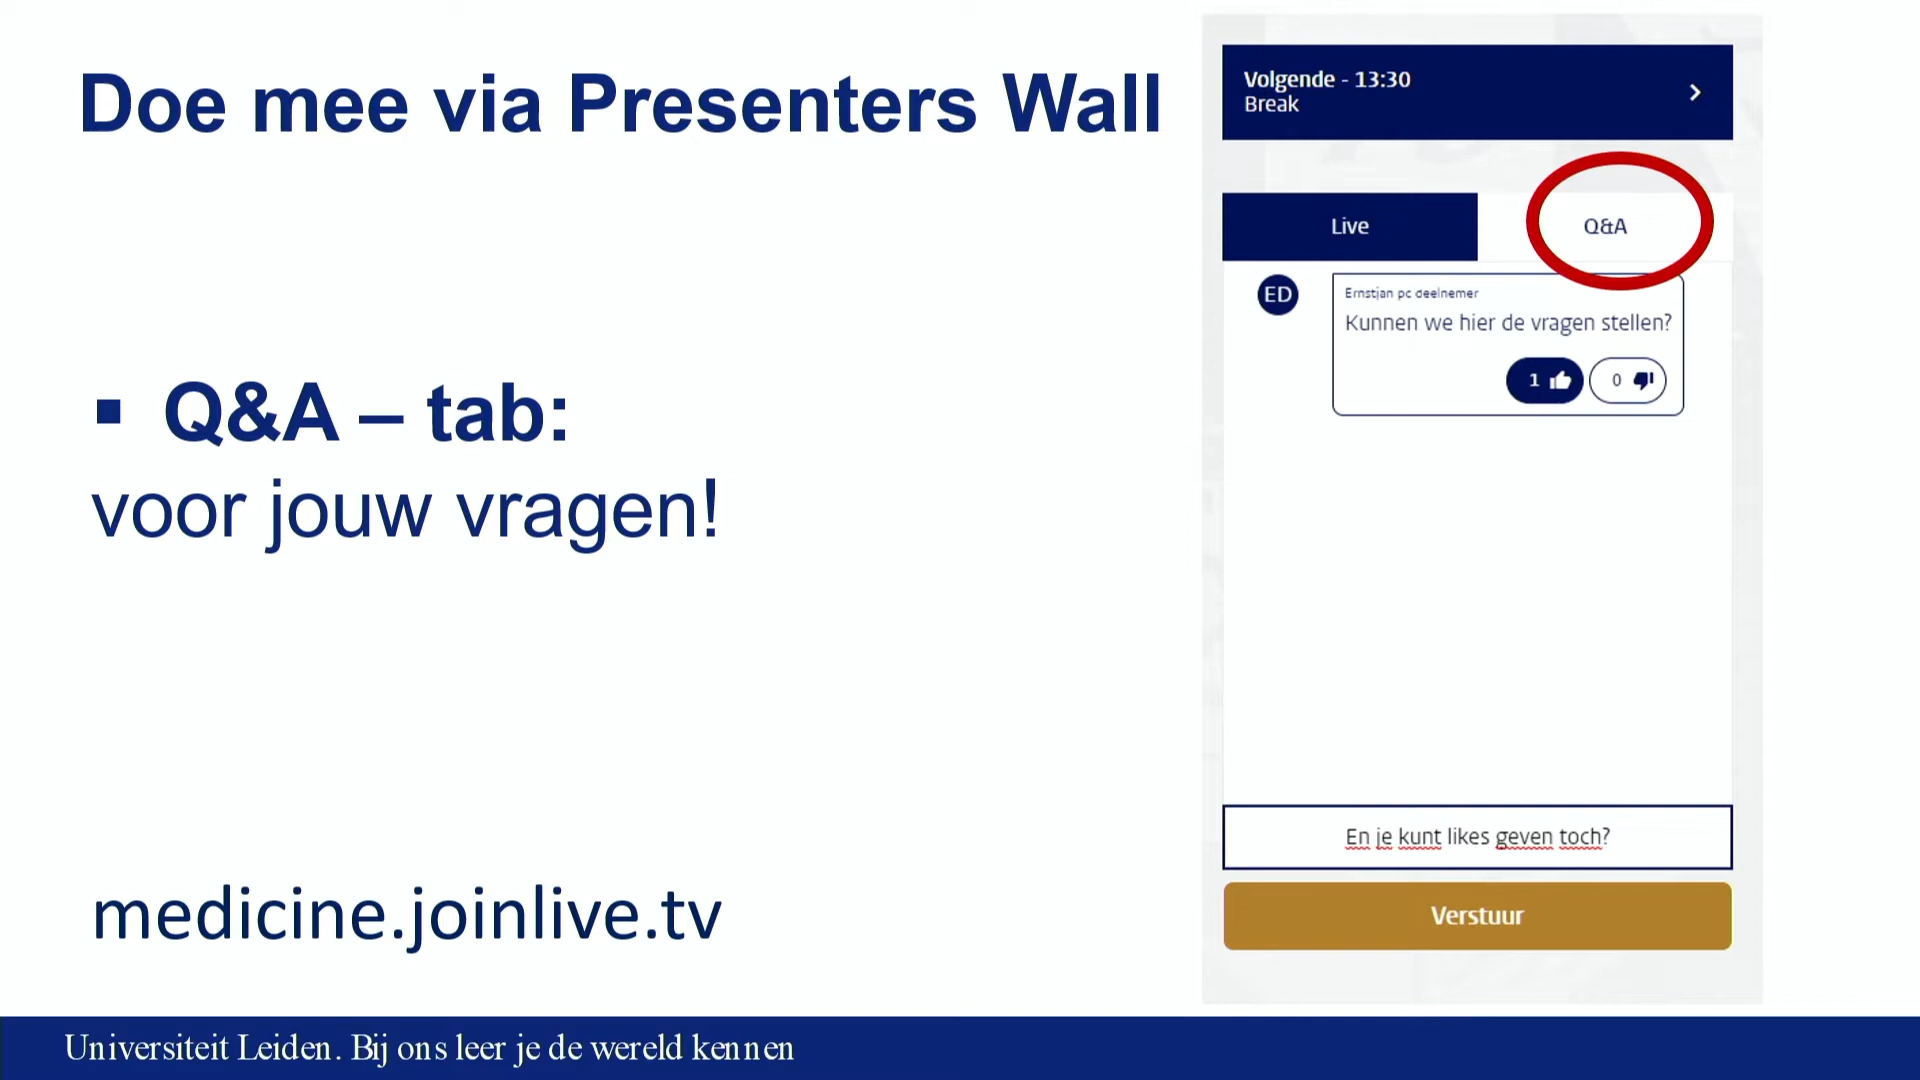 Doe mee via Presenters Wall
▪ Q&A – tab:
voor jouw vragen!
medicine.joinlive.tv
Volgende - 13:30
Break
Live
Q&A
ED
Ernstjan pc deelnemer
Kunnen we hier de vragen stellen?
1
0
En je kunt likes geven toch?
Verstuur
Universiteit Leiden. Bij ons leer je de wereld kennen